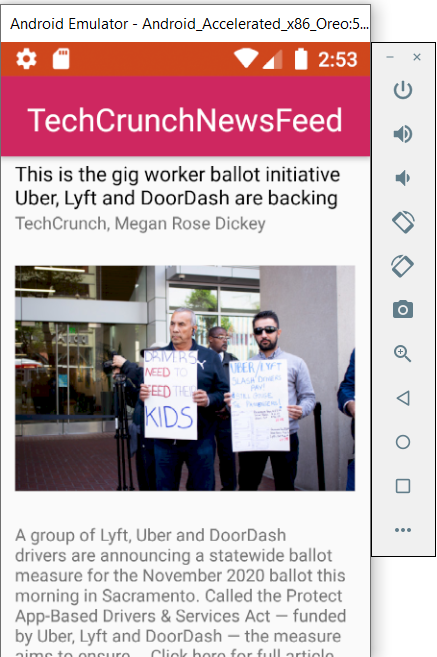 Android Emulator - Android_Accelerated_x86_Oreo:5...
2:53
TechCrunchNewsFeed
This is the gig worker ballot initiative
Uber, Lyft and DoorDash are backing
TechCrunch, Megan Rose Dickey
DRIVERS
NEED TO
FEED THEIR
KIDS
UBER/LYFT
SLASH DRIVERS
PAY
A group of Lyft, Uber and DoorDash
drivers are announcing a statewide ballot
measure for the November 2020 ballot this
morning in Sacramento. Called the Protect
App-Based Drivers & Services Act — funded
by Uber, Lyft and DoorDash — the measure
aims to ensure... Click here for full article